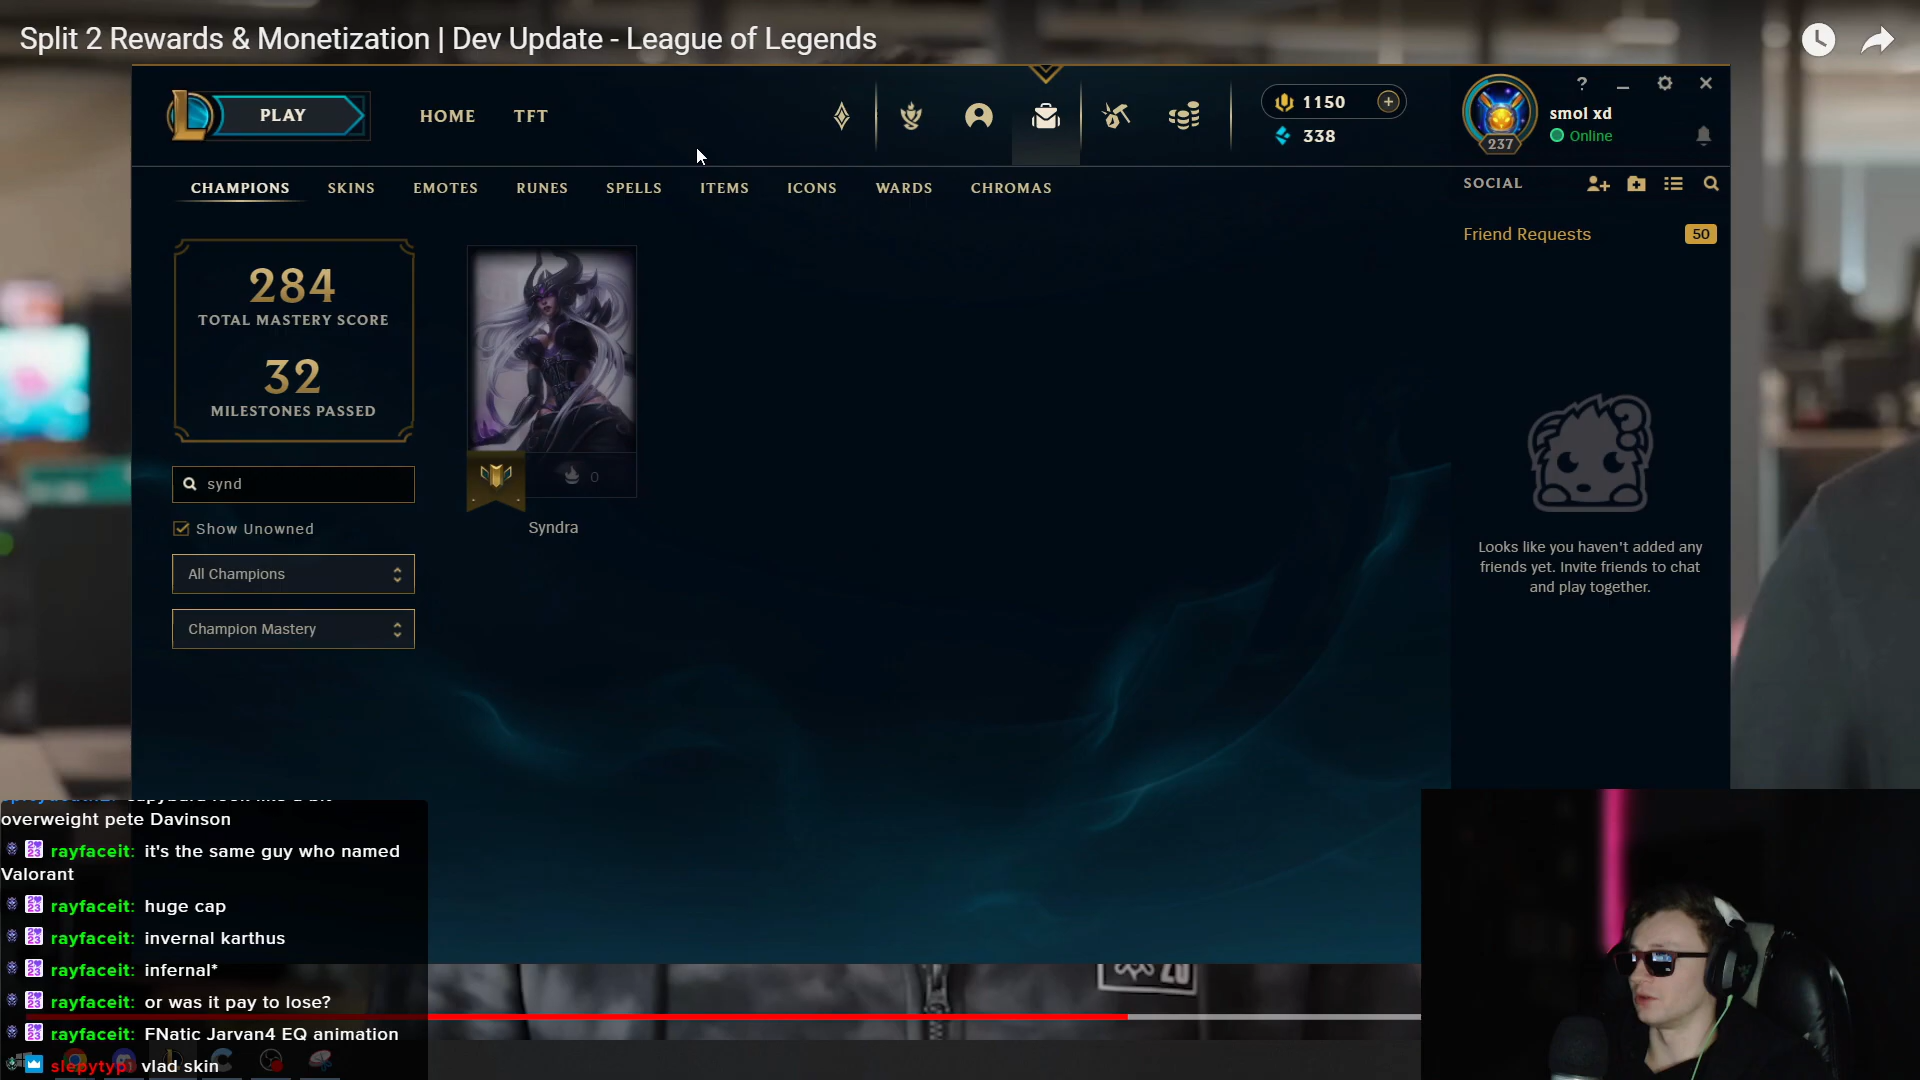 Split 2 Rewards & Monetization | Dev Update - League of Legends
PLAY
HOME
TFT
1150
338
?
smol xd
Online
237
CHAMPIONS
SKINS
EMOTES
RUNES
SPELLS
ITEMS
ICONS
WARDS
CHROMAS
SOCIAL
Friend Requests
50
284
TOTAL MASTERY SCORE
32
MILESTONES PASSED
synd
Show Unowned
All Champions
Champion Mastery
0
Syndra
Looks like you haven't added any
friends yet. Invite friends to chat
and play together.
overweight pete Davinson
rayfaceit: it's the same guy who named
Valorant
rayfaceit: huge cap
rayfaceit: invernal karthus
rayfaceit: infernal*
rayfaceit: or was it pay to lose?
rayfaceit: FNatic Jarvan4 EQ animation
slepytyp1 vlad skin